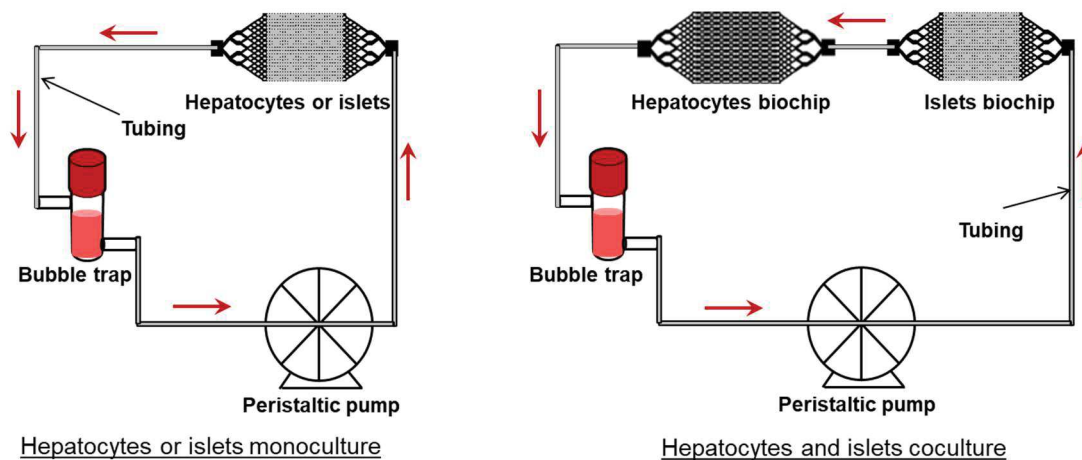 Hepatocytes or islets
Tubing
Bubble trap
Peristaltic pump
Hepatocytes or islets monoculture
Hepatocytes biochip
Islets biochip
Tubing
Bubble trap
Peristaltic pump
Hepatocytes and islets coculture